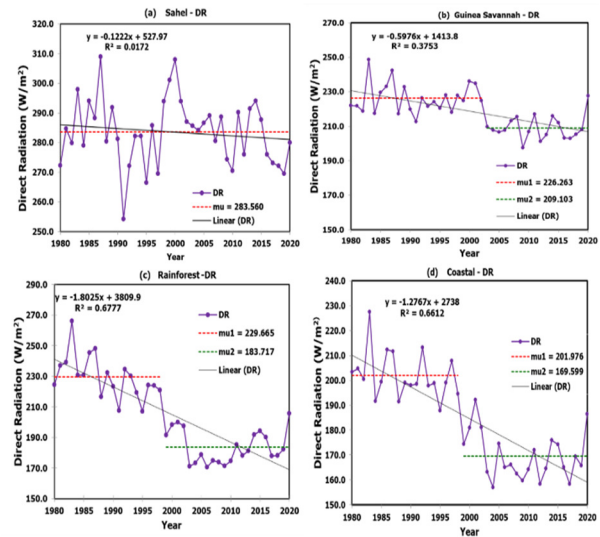 (a) Sahel - DR
y = -0.1222x + 527.97
R² = 0.0172
Direct Radiation (W/m²)
320.0
310.0
300.0
290.0
280.0
270.0
260.0
250.0
DR
mu = 283.560
Linear (DR)
1980 1985 1990 1995 2000 2005 2010 2015 2020
Year
(b) Guinea Savannah - DR
y = -0.5976x + 1413.8
R² = 0.3753
Direct Radiation (W/m²)
270.0
250.0
230.0
210.0
190.0
170.0
150.0
DR
mu1 = 226.263
mu2 = 209.103
Linear (DR)
1980 1985 1990 1995 2000 2005 2010 2015 2020
Year
(c) Rainforest -DR
y = -1.8025x + 3809.9
R² = 0.6777
Direct Radiation (W/m²)
290.0
270.0
250.0
230.0
210.0
190.0
170.0
150.0
DR
mu1 = 229.665
mu2 = 183.717
Linear (DR)
1980 1985 1990 1995 2000 2005 2010 2015 2020
Year
(d) Coastal - DR
y = -1.2767x + 2738
R² = 0.6612
Direct Radiation (W/m²)
240.0
230.0
220.0
210.0
200.0
190.0
180.0
170.0
160.0
150.0
DR
mu1 = 201.976
mu2 = 169.599
Linear (DR)
1980 1985 1990 1995 2000 2005 2010 2015 2020
Year